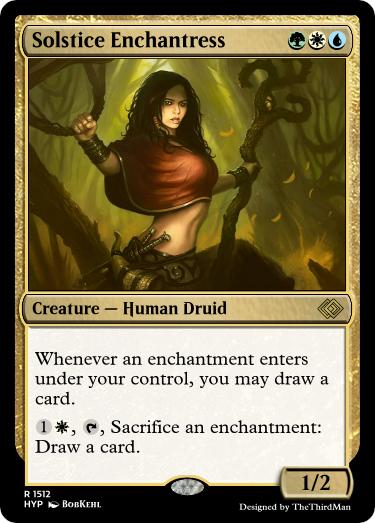 Solstice Enchantress
Creature — Human Druid
Whenever an enchantment enters
under your control, you may draw a
card.
1, Sacrifice an enchantment:
Draw a card.
1/2
R 1512
HYP BobKehl
Designed by TheThirdMan